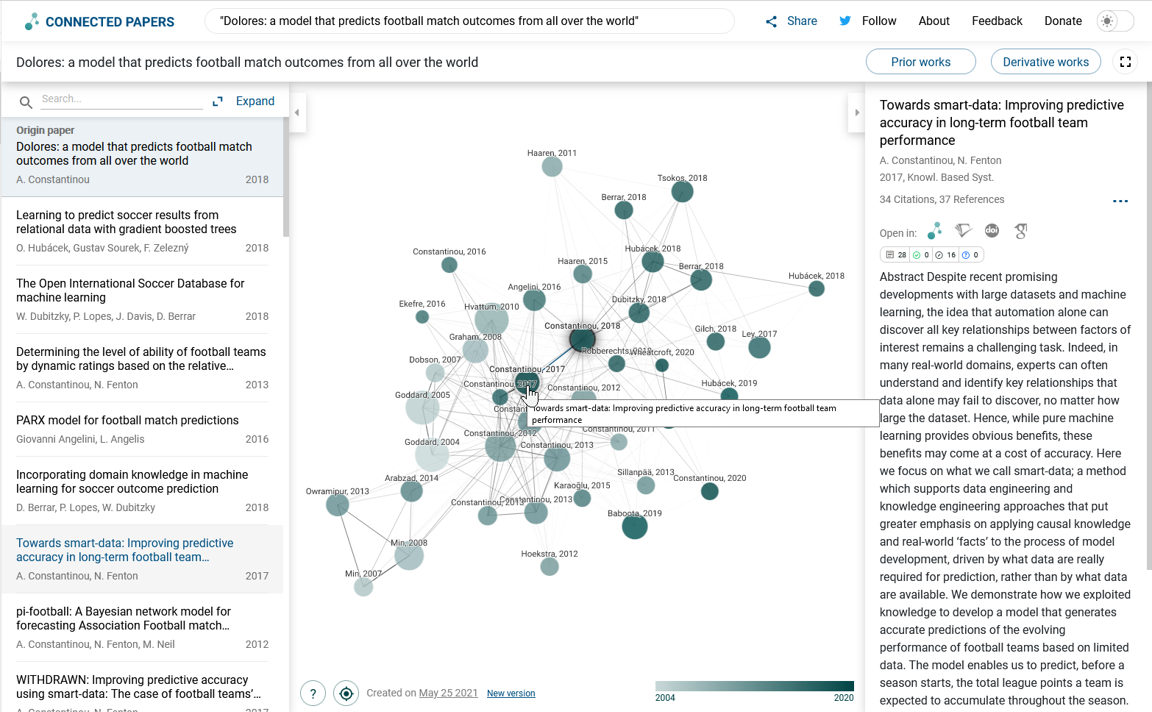 CONNECTED PAPERS
"Dolores: a model that predicts football match outcomes from all over the world"
Share
Follow
About
Feedback
Donate
Dolores: a model that predicts football match outcomes from all over the world
Prior works
Derivative works
Search...
Expand
Origin paper
Dolores: a model that predicts football match
outcomes from all over the world
A. Constantinou 2018
Learning to predict soccer results from
relational data with gradient boosted trees
O. Hubácek, Gustav Sourek, F. Zelezný 2018
The Open International Soccer Database for
machine learning
W. Dubitzky, P. Lopes, J. Davis, D. Berrar 2018
Determining the level of ability of football teams
by dynamic ratings based on the relative...
A. Constantinou, N. Fenton 2013
PARX model for football match predictions
Giovanni Angelini, L. Angelis 2016
Incorporating domain knowledge in machine
learning for soccer outcome prediction
D. Berrar, P. Lopes, W. Dubitzky 2018
Towards smart-data: Improving predictive
accuracy in long-term football team...
A. Constantinou, N. Fenton 2017
pi-football: A Bayesian network model for
forecasting Association Football match...
A. Constantinou, N. Fenton, M. Neil 2012
WITHDRAWN: Improving predictive accuracy
using smart-data: The case of football teams'...
A. Constantinou, N. Fenton 2017
Haaren, 2011
Tsokos, 2018
Berrar, 2018
Constantinou, 2016
Hubácek, 2018
Haaren, 2015
Berrar, 2018
Hubácek, 2018
Angelini, 2016
Ekefre, 2016
Hvattum, 2010
Dubitzky, 2018
Constantinou, 2018
Gilch, 2018
Ley, 2017
Graham, 2008
Wheatcroft, 2020
Dobson, 2007
Constantinou, 2017
Constantinou, 2017
Constantinou, 2012
Hubácek, 2019
Goddard, 2005
Towards smart-data: Improving predictive accuracy in long-term football team
performance
Constantinou, 2011
Constantinou, 2012
Goddard, 2004
Constantinou, 2013
Arabzad, 2014
Sillanpää, 2013
Constantinou, 2020
Karaoğlu, 2015
Owramipur, 2013
Constantinou, 2013
Constantinou, 2013
Baboota, 2019
Min, 2008
Hoekstra, 2012
Min, 2007
?
Created on May 25 2021
New version
2004
2020
Towards smart-data: Improving predictive
accuracy in long-term football team
performance
A. Constantinou, N. Fenton
2017, Knowl. Based Syst.
34 Citations, 37 References
Open in:
doi
28 0 16 0
Abstract Despite recent promising
developments with large datasets and machine
learning, the idea that automation alone can
discover all key relationships between factors of
interest remains a challenging task. Indeed, in
many real-world domains, experts can often
understand and identify key relationships that
data alone may fail to discover, no matter how
large the dataset. Hence, while pure machine
learning provides obvious benefits, these
benefits may come at a cost of accuracy. Here
we focus on what we call smart-data; a method
which supports data engineering and
knowledge engineering approaches that put
greater emphasis on applying causal knowledge
and real-world 'facts' to the process of model
development, driven by what data are really
required for prediction, rather than by what data
are available. We demonstrate how we exploited
knowledge to develop a model that generates
accurate predictions of the evolving
performance of football teams based on limited
data. The model enables us to predict, before a
season starts, the total league points a team is
expected to accumulate throughout the season.